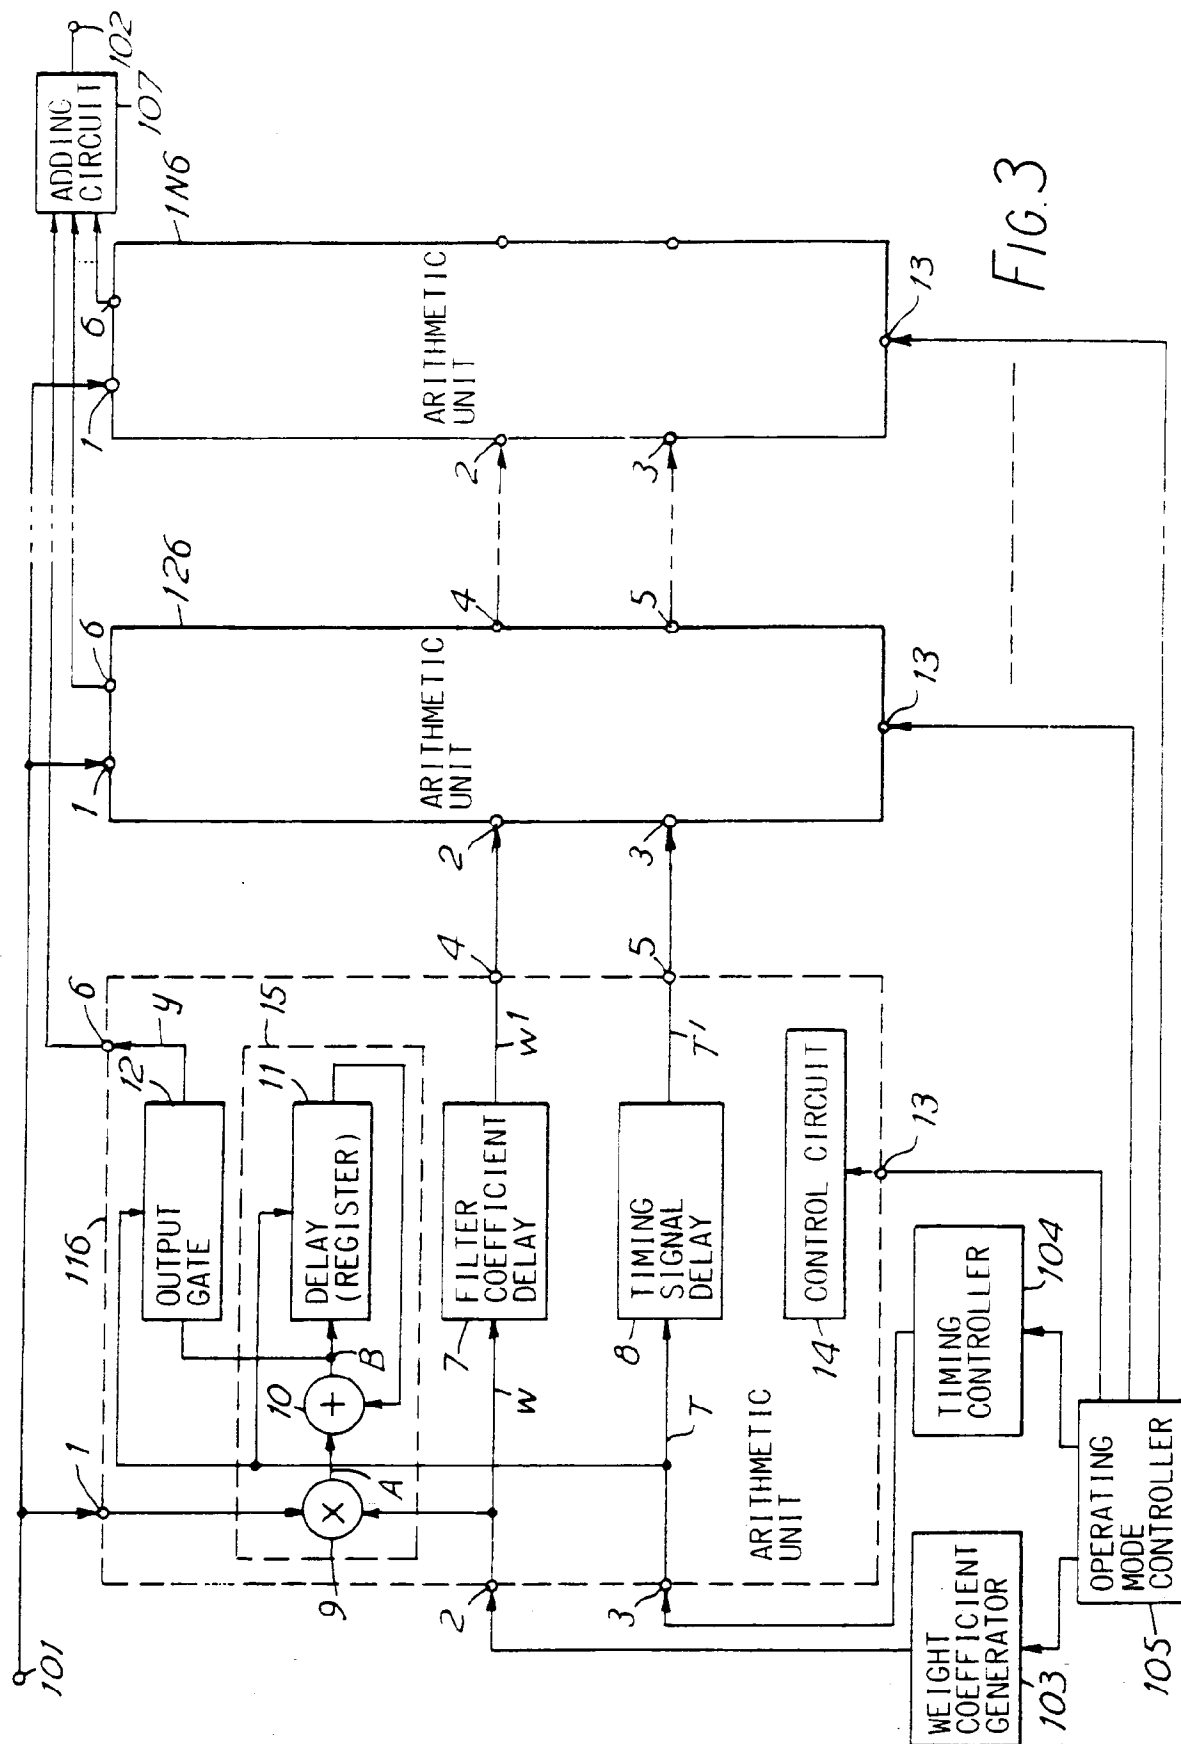 101
102
ADDING
CIRCUIT
107
1
6
116
y
12
OUTPUT
GATE
15
11
DELAY
(REGISTER)
B
10
+
A
×
9
FILTER
COEFFICIENT
DELAY
7
W
W'
2
4
TIMING
SIGNAL
DELAY
8
T
T'
3
5
CONTROL CIRCUIT
14
13
ARITHMETIC
UNIT
1
6
126
ARITHMETIC
UNIT
2
4
3
5
13
1
6
1N6
ARITHMETIC
UNIT
2
3
13
WEIGHT
COEFFICIENT
GENERATOR
103
TIMING
CONTROLLER
104
OPERATING
MODE
CONTROLLER
105
FIG. 3